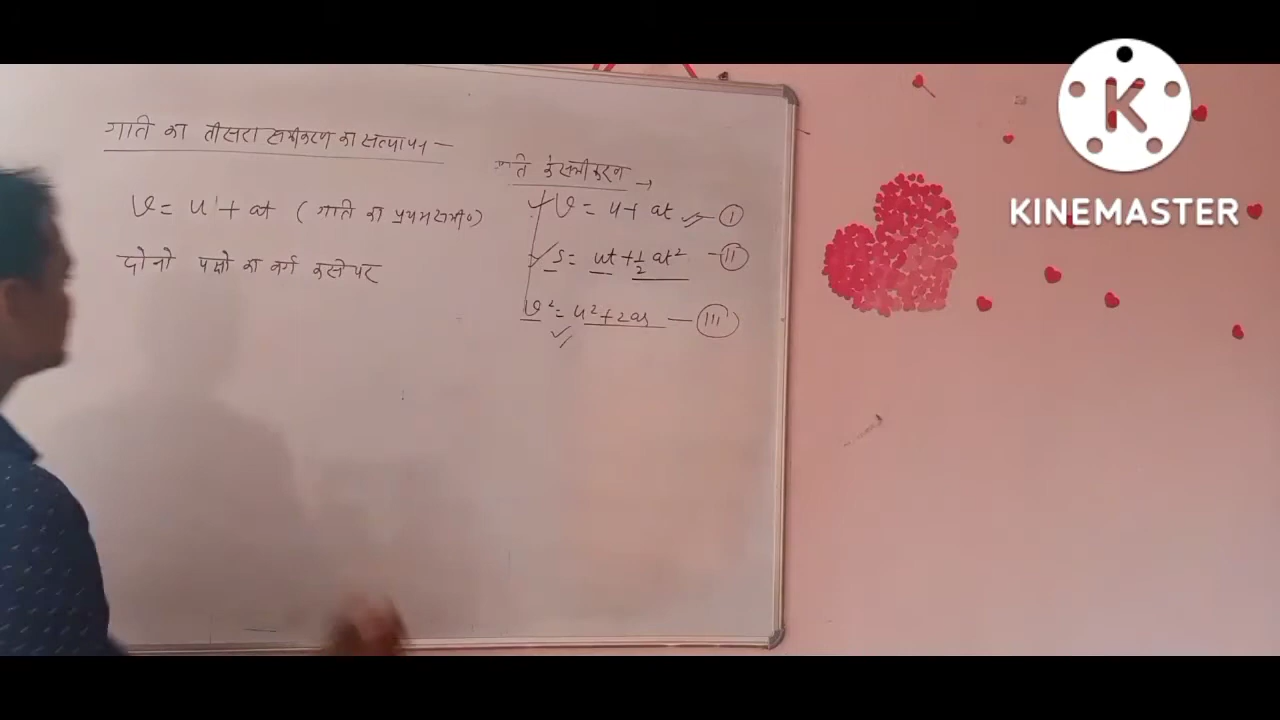 गति का तीसरा समीकरण का सत्यापन —
v = u + at ( गति का प्रथम समी० )
दोनो पक्षो का वर्ग करने पर
गति के समीकरण →
v = u + at — I
s = ut + 1/2 at² — II
v² = u² + 2as — III
K
KINEMASTER